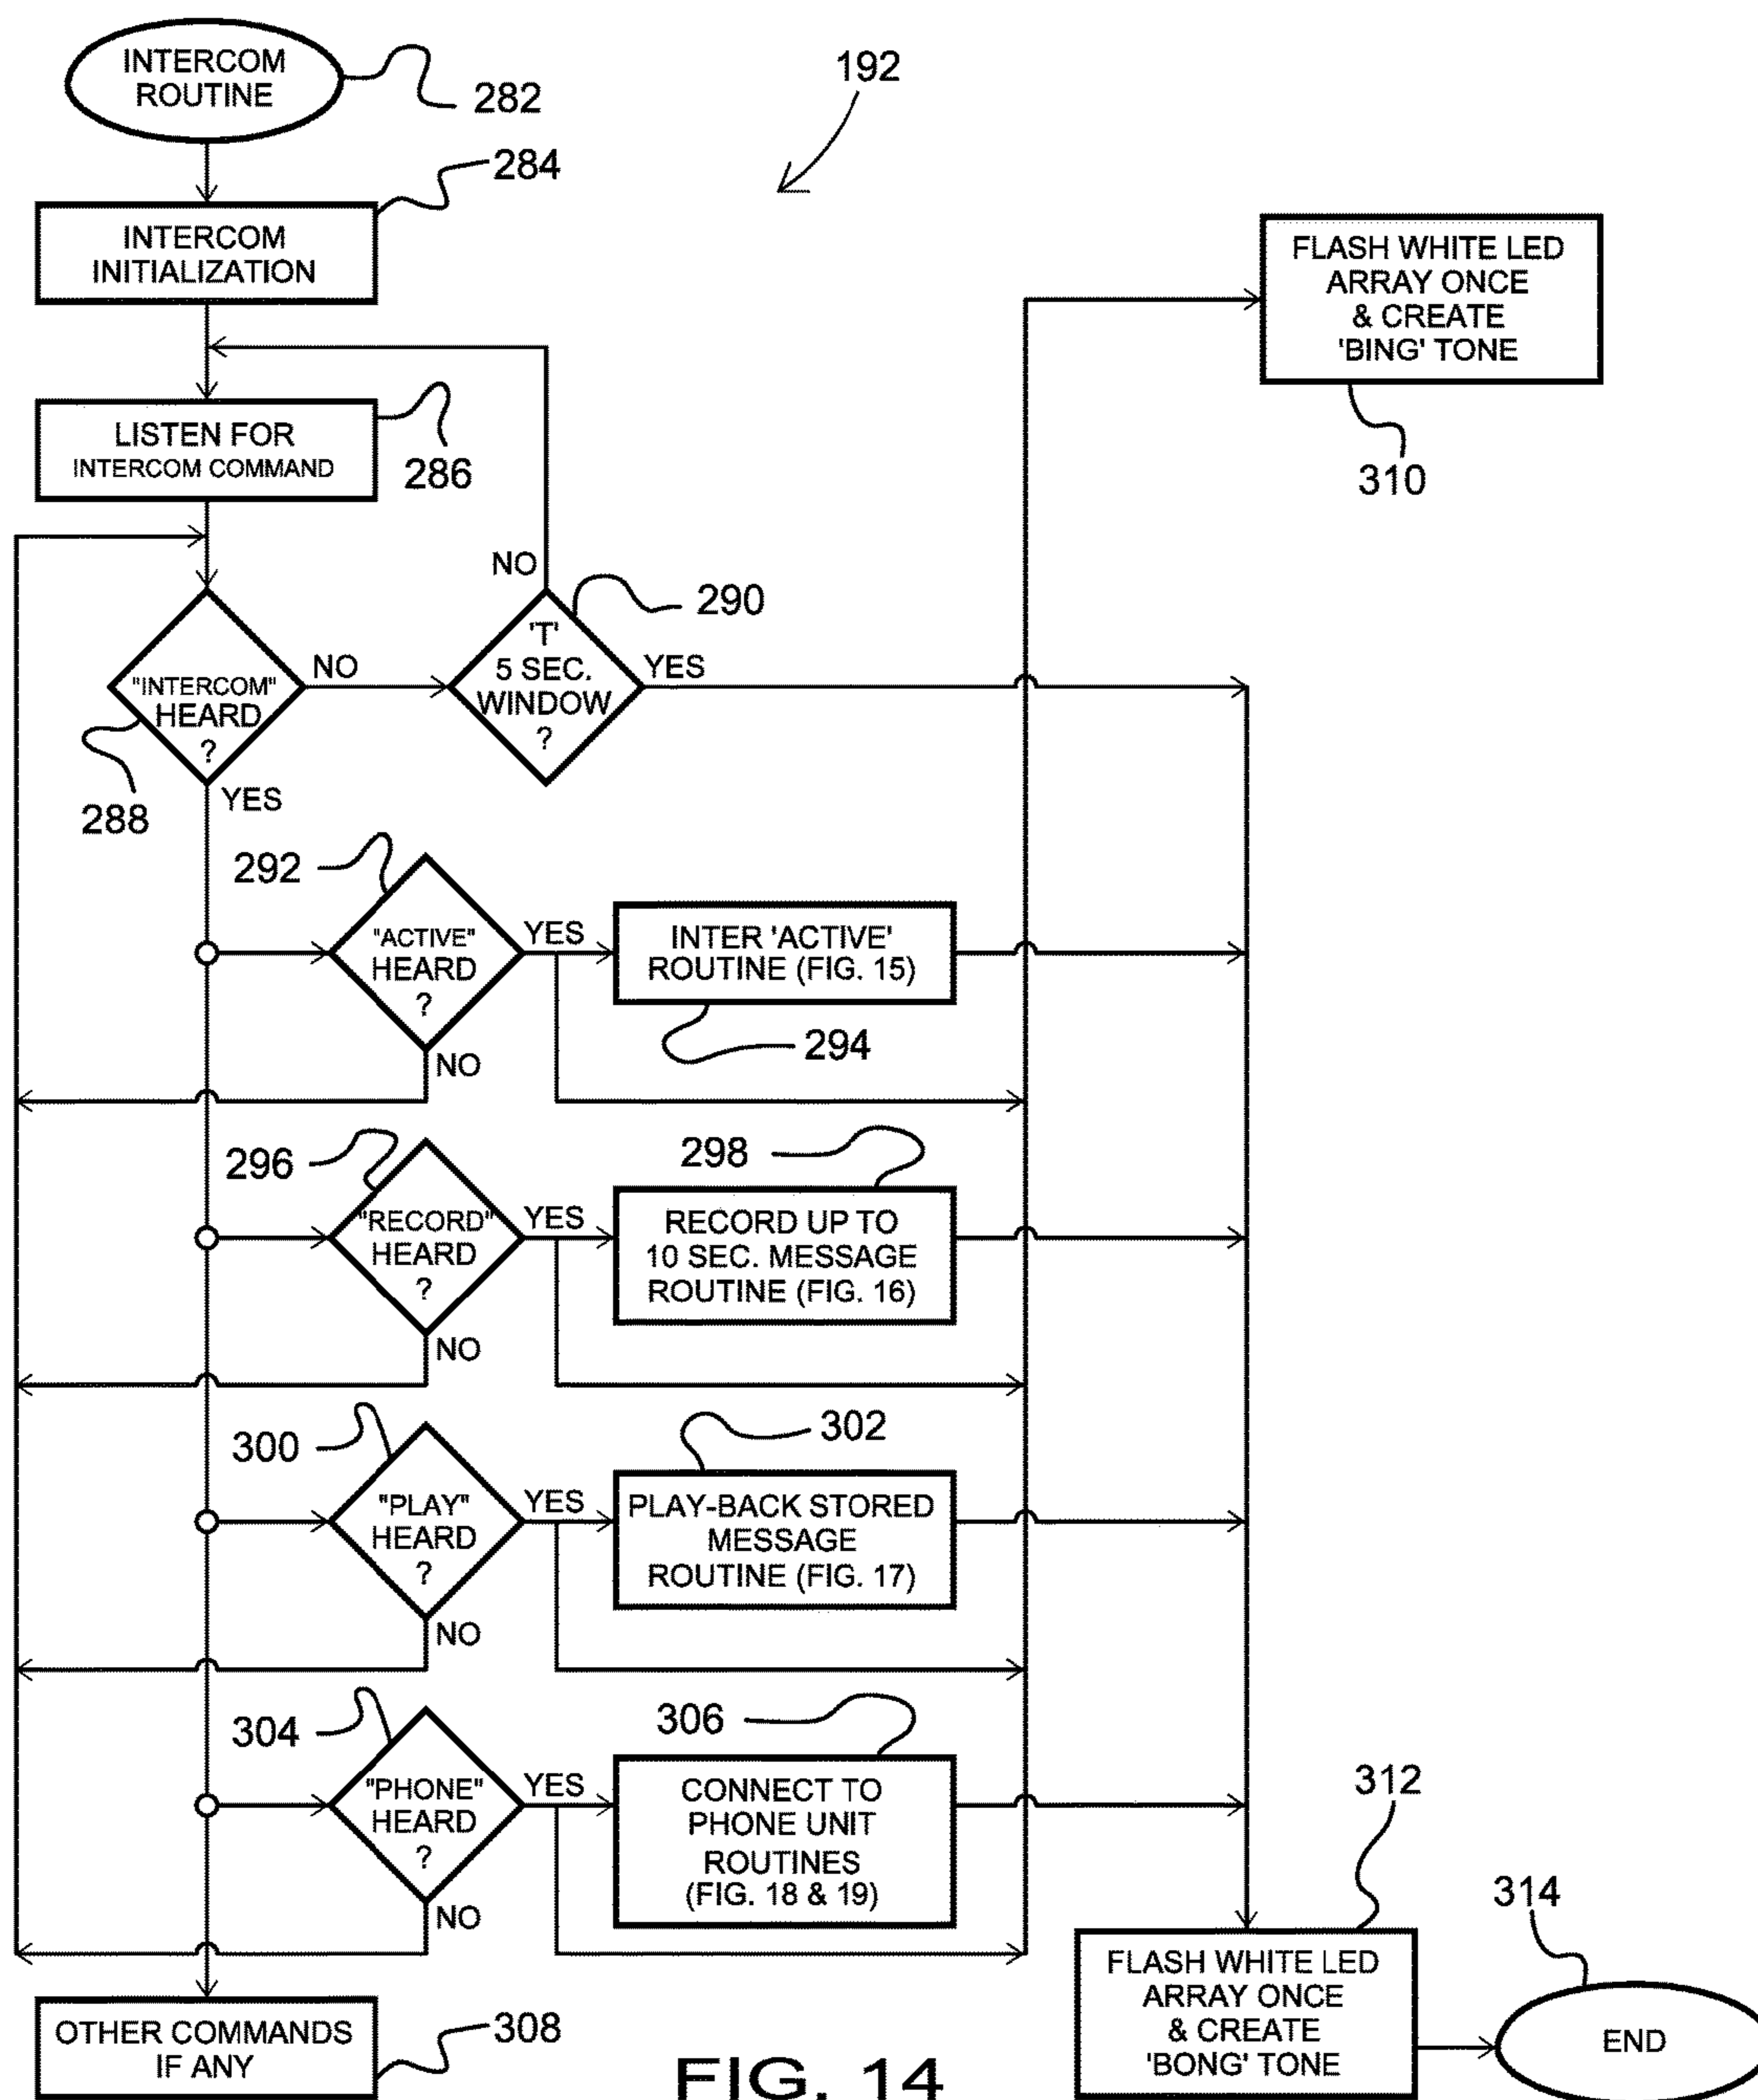 INTERCOM
ROUTINE
282
192
284
INTERCOM
INITIALIZATION
FLASH WHITE LED
ARRAY ONCE
& CREATE
'BING' TONE
310
LISTEN FOR
INTERCOM COMMAND
286
NO
290
'T'
5 SEC.
WINDOW
?
YES
"INTERCOM"
HEARD
?
NO
288
YES
292
"ACTIVE"
HEARD
?
YES
INTER 'ACTIVE'
ROUTINE (FIG. 15)
294
NO
296
"RECORD"
HEARD
?
YES
298
RECORD UP TO
10 SEC. MESSAGE
ROUTINE (FIG. 16)
NO
300
"PLAY"
HEARD
?
YES
302
PLAY-BACK STORED
MESSAGE
ROUTINE (FIG. 17)
NO
304
"PHONE"
HEARD
?
YES
306
CONNECT TO
PHONE UNIT
ROUTINES
(FIG. 18 & 19)
NO
312
FLASH WHITE LED
ARRAY ONCE
& CREATE
'BONG' TONE
314
END
OTHER COMMANDS
IF ANY
308
FIG. 14